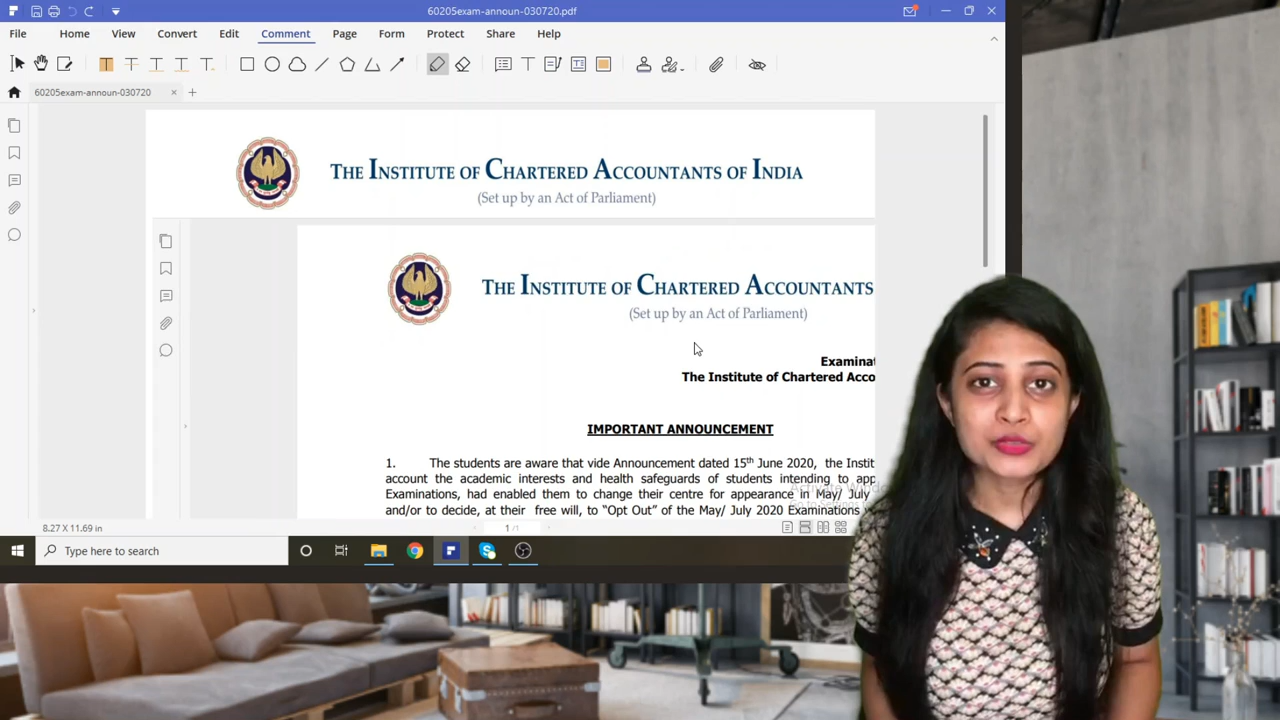 60205exam-announ-030720.pdf
File Home View Convert Edit Comment Page Form Protect Share Help
60205exam-announ-030720
THE INSTITUTE OF CHARTERED ACCOUNTANTS OF INDIA
(Set up by an Act of Parliament)
THE INSTITUTE OF CHARTERED ACCOUNTANTS
(Set up by an Act of Parliament)
Examinat
The Institute of Chartered Acco
IMPORTANT ANNOUNCEMENT
1. The students are aware that vide Announcement dated 15th June 2020, the Instit
account the academic interests and health safeguards of students intending to app
Examinations, had enabled them to change their centre for appearance in May/ July
and/or to decide, at their free will, to “Opt Out” of the May/ July 2020 Examinations
8.27 X 11.69 in
1 /1
Type here to search